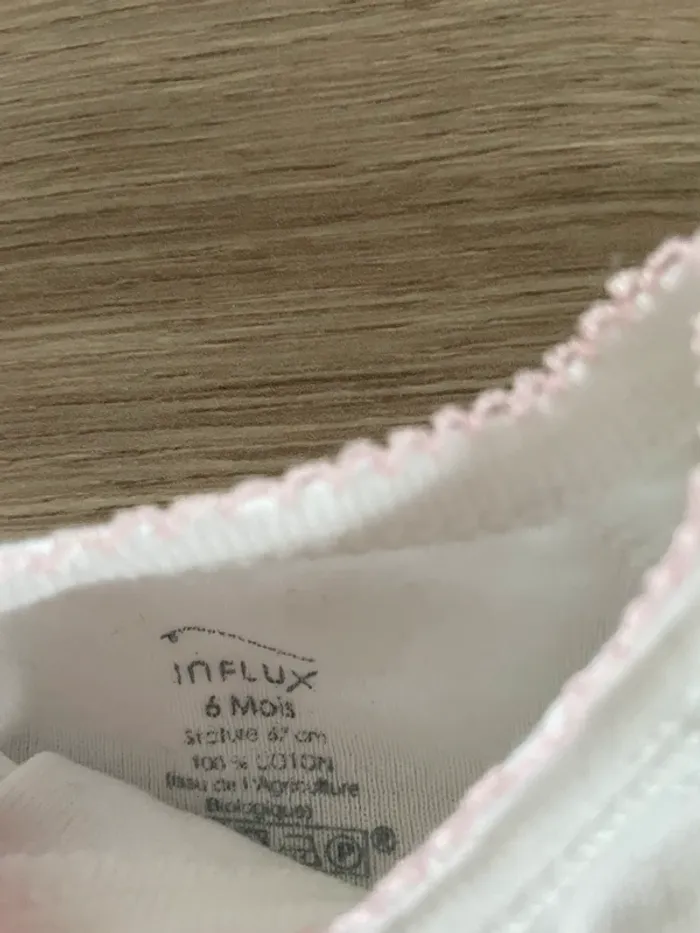 INFLUX
6 Mois
Stature 67 cm
100 % COTON
(Issu de l'Agriculture
Biologique)
P ®